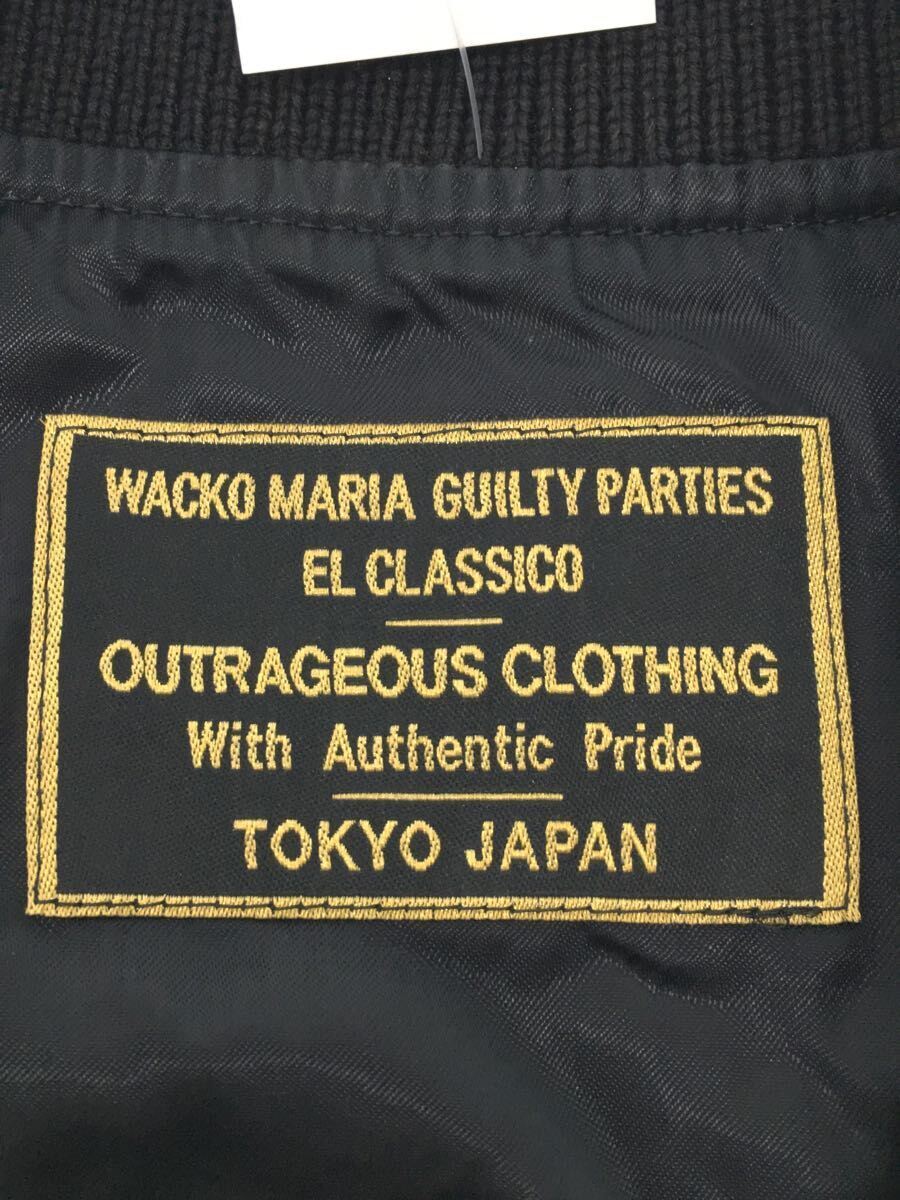 WACKO MARIA GUILTY PARTIES
EL CLASSICO
OUTRAGEOUS CLOTHING
With Authentic Pride
TOKYO JAPAN